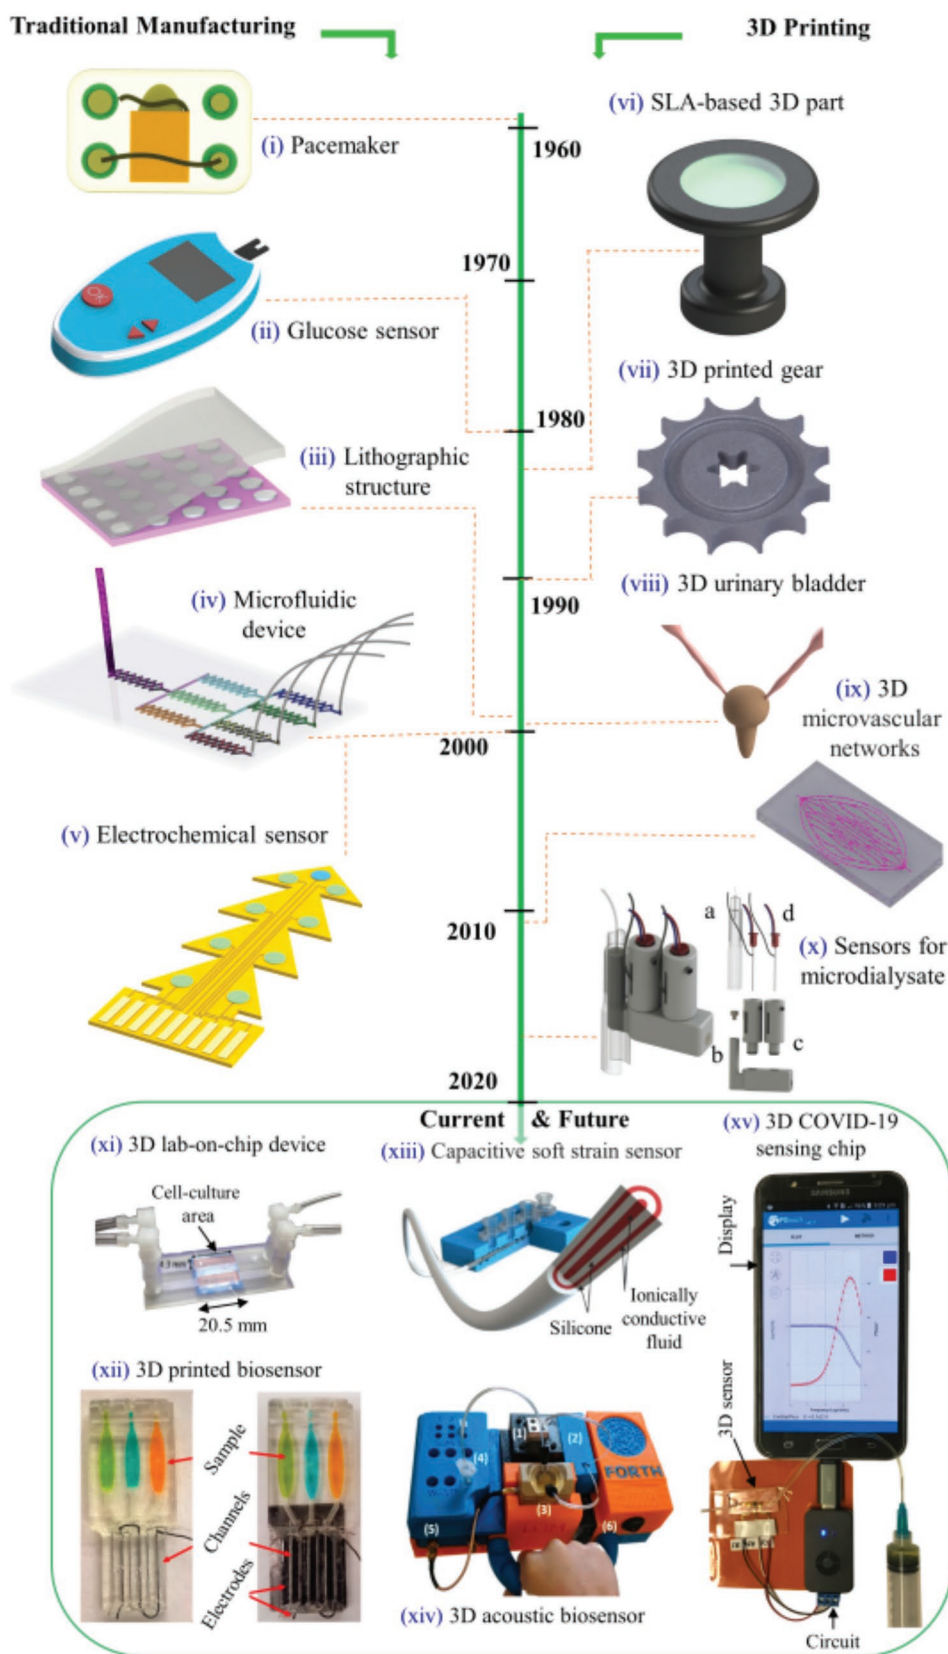 Traditional Manufacturing
3D Printing
(vi) SLA-based 3D part
(i) Pacemaker
1960
1970
(ii) Glucose sensor
(vii) 3D printed gear
1980
(iii) Lithographic
structure
(viii) 3D urinary bladder
1990
(iv) Microfluidic
device
(ix) 3D
microvascular
networks
2000
(v) Electrochemical sensor
a
d
2010
(x) Sensors for
microdialysate
b
c
2020
Current & Future
(xi) 3D lab-on-chip device
Cell-culture
area
20.5 mm
(xiii) Capacitive soft strain sensor
Silicone
Ionically
conductive
fluid
(xv) 3D COVID-19
sensing chip
SAMSUNG
Display
3D sensor
Circuit
(xii) 3D printed biosensor
Sample
Channels
Electrodes
(1)
(2)
(3)
(4)
(5)
(6)
FORTH
(xiv) 3D acoustic biosensor